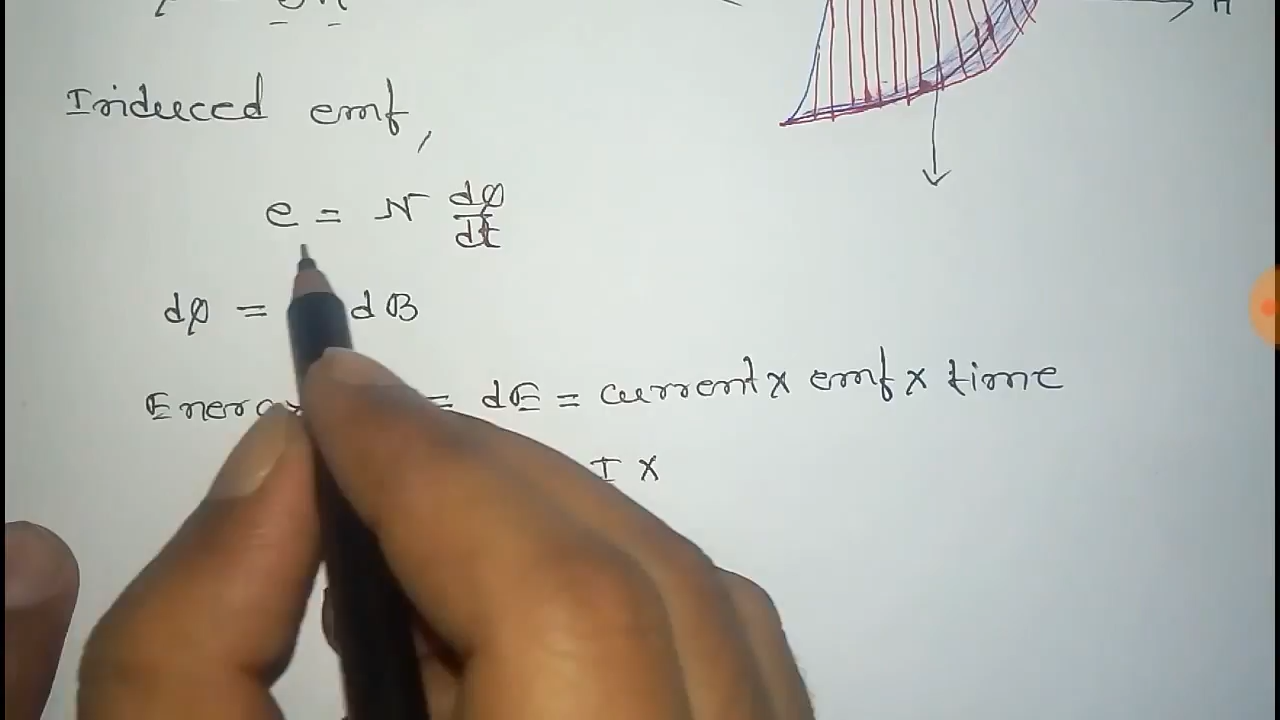 H
Induced emf,
e = N dφ/dt
dφ = dB
= dE = current x emf x time
I x